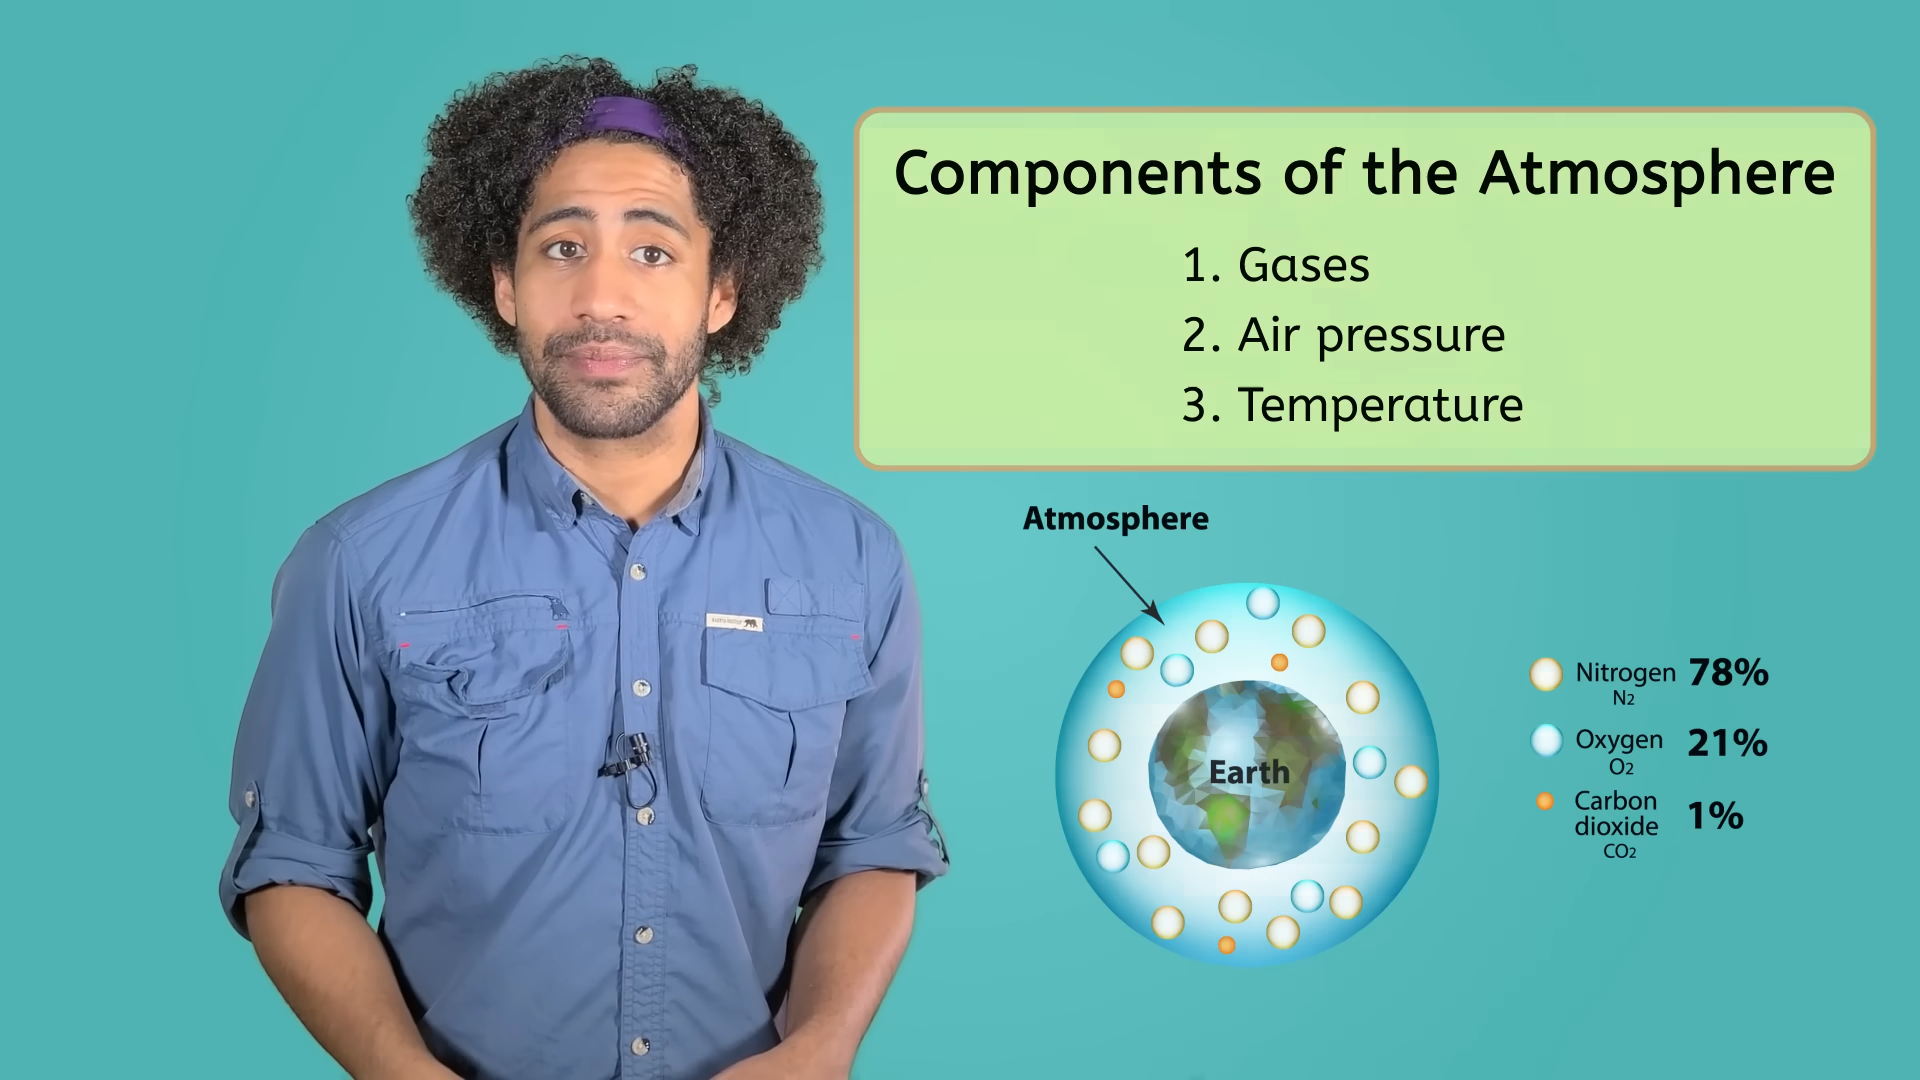 Components of the Atmosphere
1. Gases
2. Air pressure
3. Temperature
Atmosphere
Earth
Nitrogen 78%
N2
Oxygen 21%
O2
Carbon
dioxide 1%
CO2